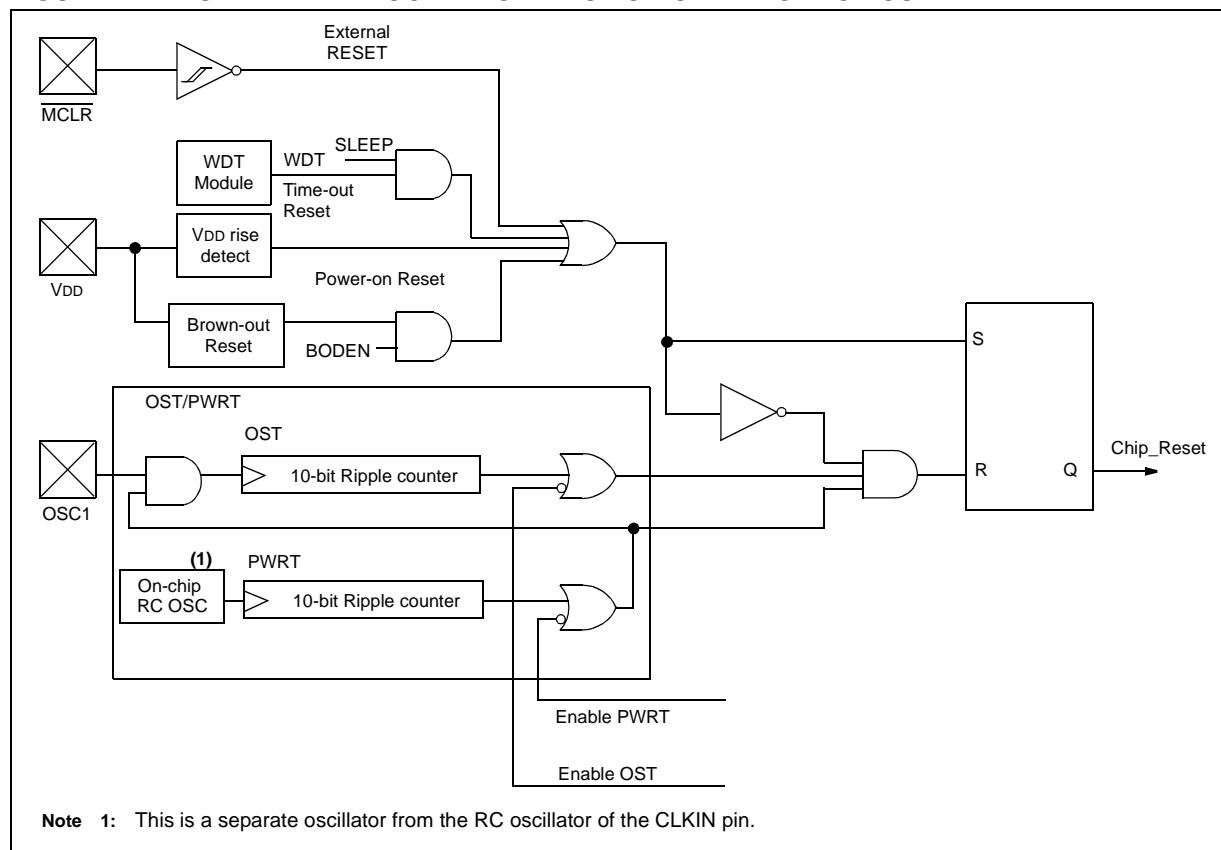 External
RESET
MCLR
SLEEP
WDT
Module
WDT
Time-out
Reset
VDD rise
detect
VDD
Power-on Reset
Brown-out
Reset
BODEN
OST/PWRT
OST
10-bit Ripple counter
OSC1
(1)
PWRT
On-chip
RC OSC
10-bit Ripple counter
S
R
Q
Chip_Reset
Enable PWRT
Enable OST
Note 1: This is a separate oscillator from the RC oscillator of the CLKIN pin.